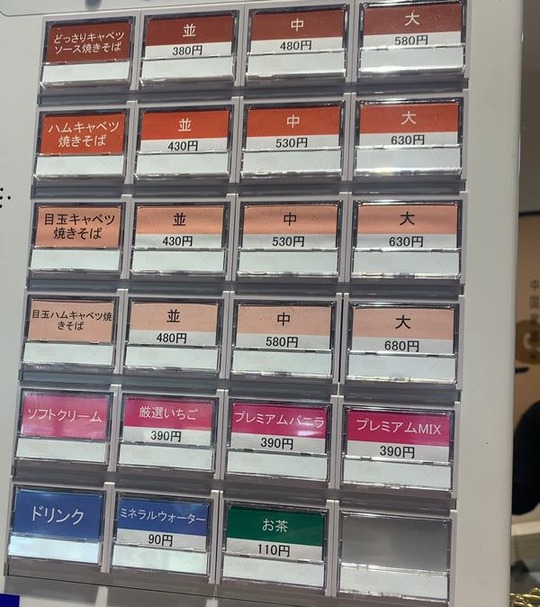 どっさりキャベツ
ソース焼きそば
並
380円
中
480円
大
580円
ハムキャベツ
焼きそば
並
430円
中
530円
大
630円
目玉キャベツ
焼きそば
並
430円
中
530円
大
630円
目玉ハムキャベツ焼
きそば
並
480円
中
580円
大
680円
ソフトクリーム
厳選いちご
390円
プレミアムバニラ
390円
プレミアムMIX
390円
ドリンク
ミネラルウォーター
90円
お茶
110円
中国